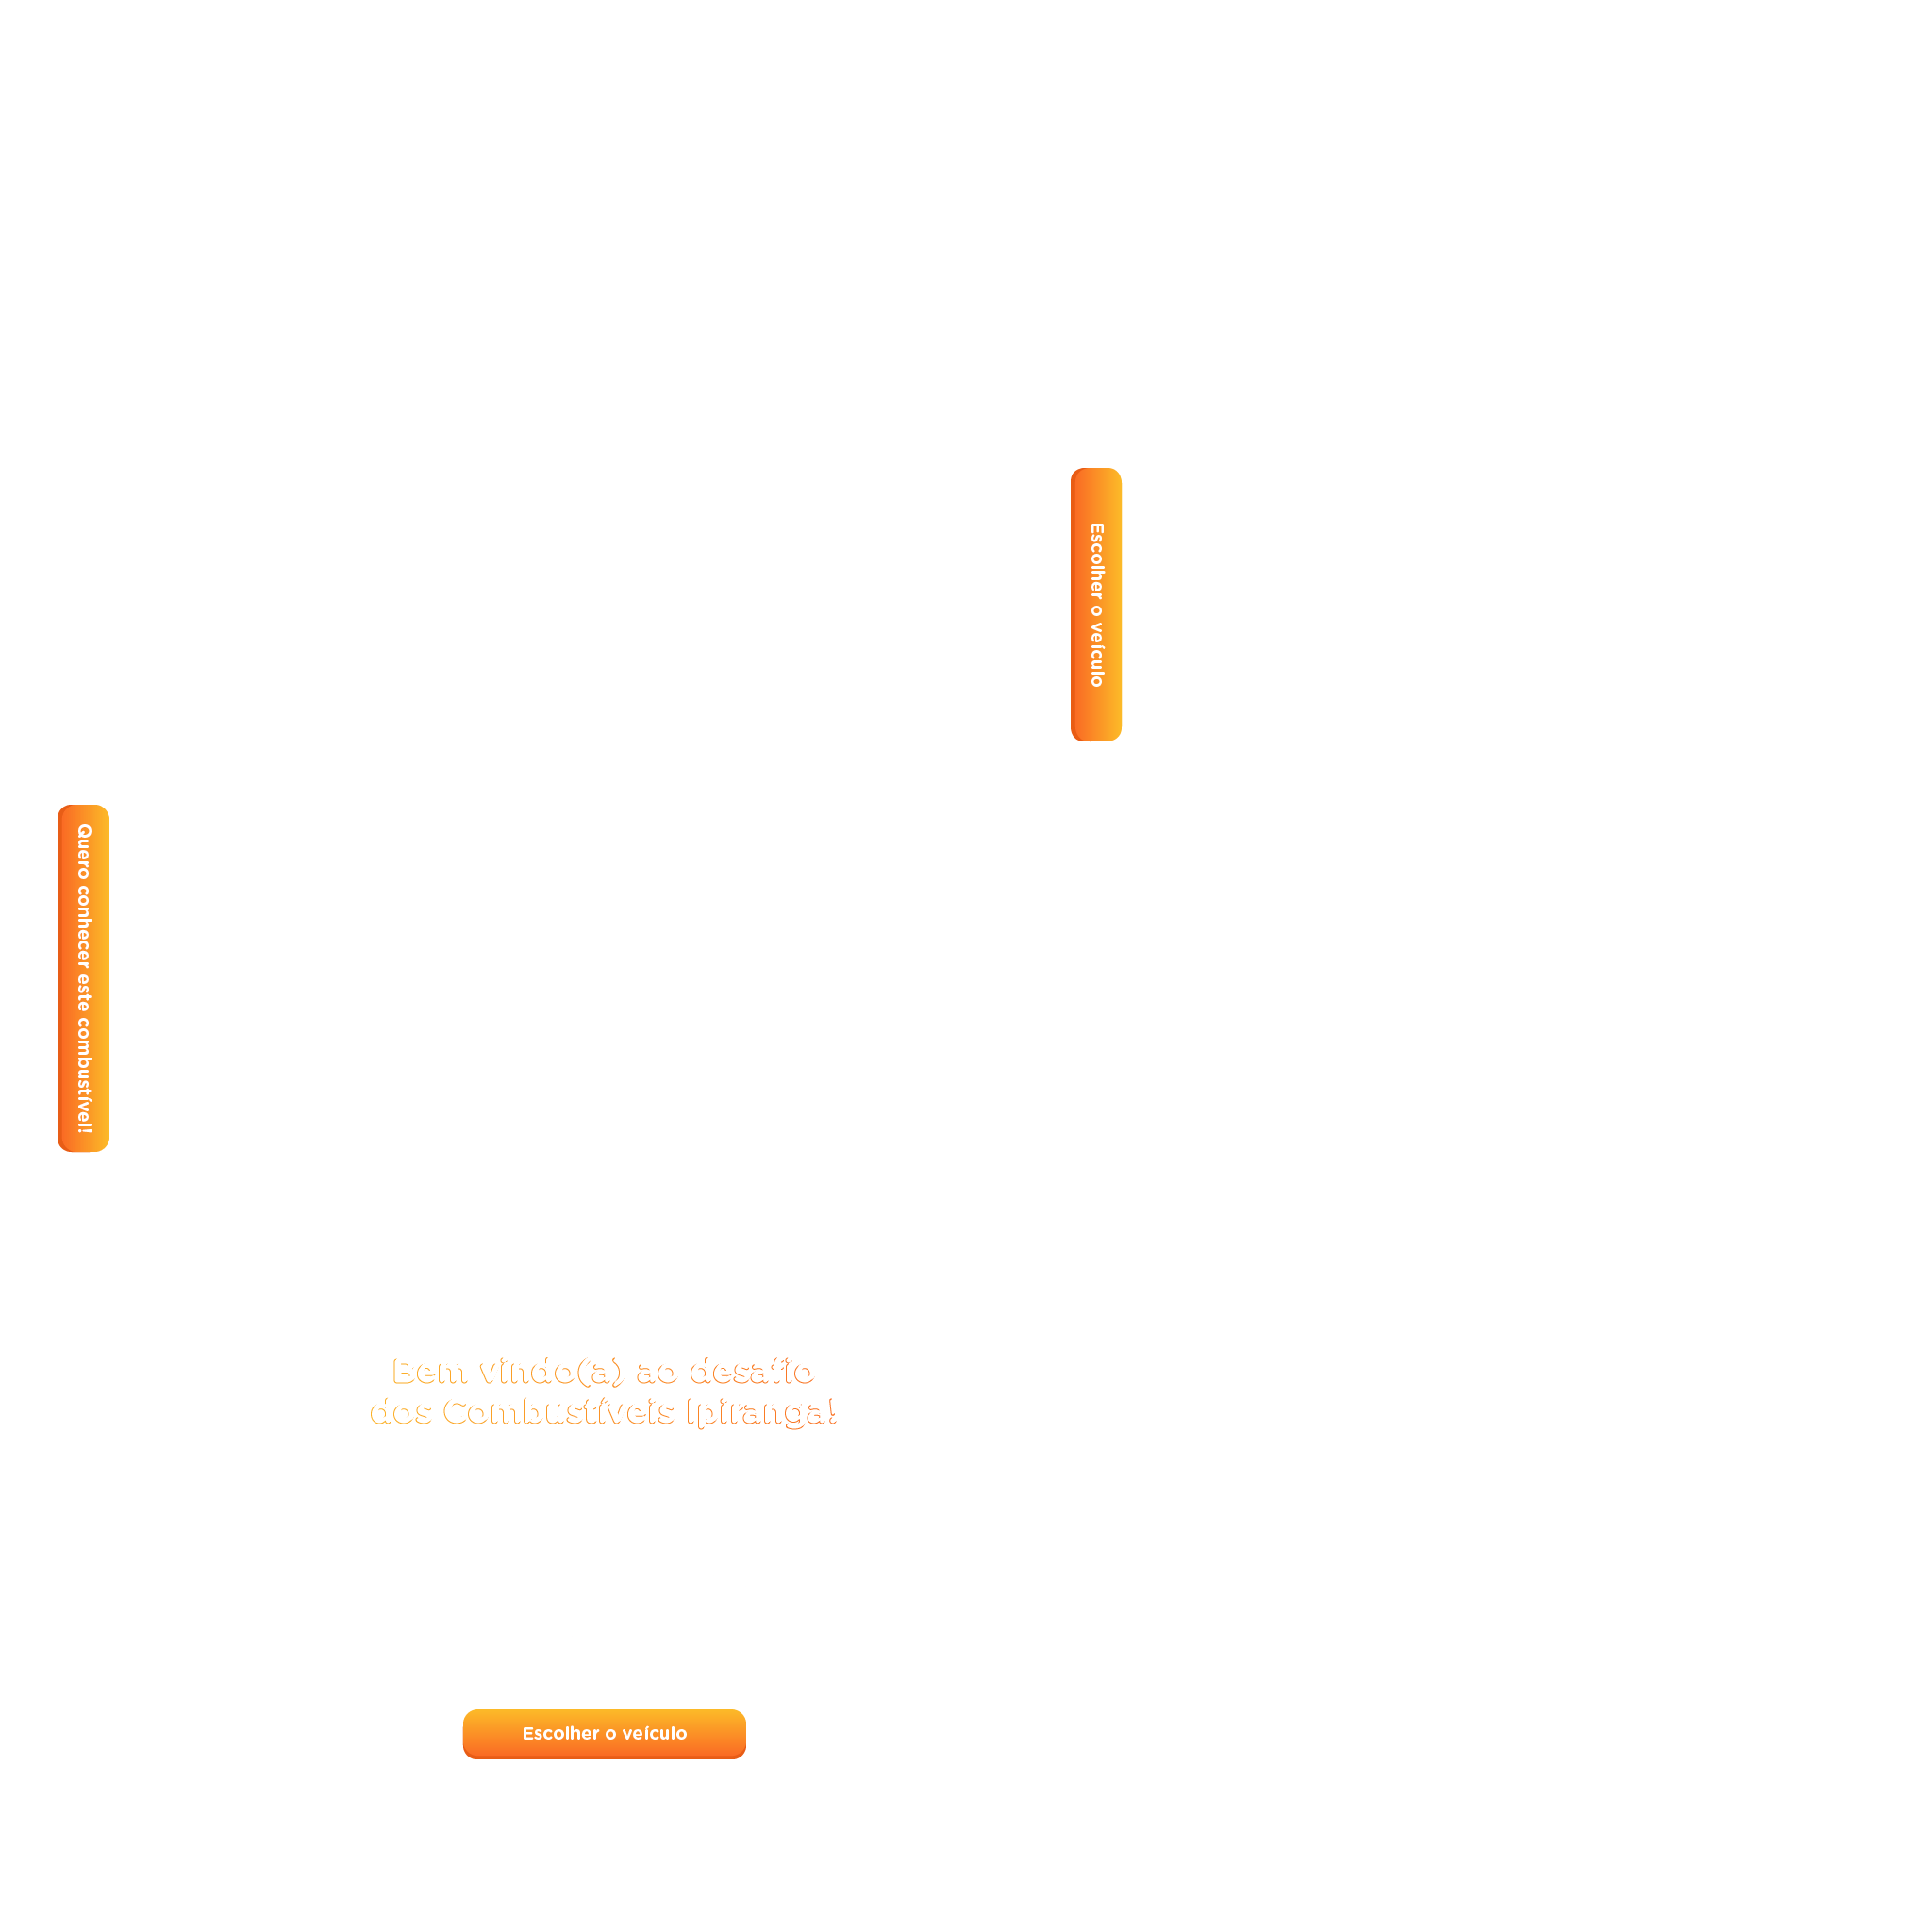 Escolher o veículo
Quero conhecer este combustível!
Bem vindo(a) ao desafio
dos Combustíveis Ipiranga!
Escolher o veículo